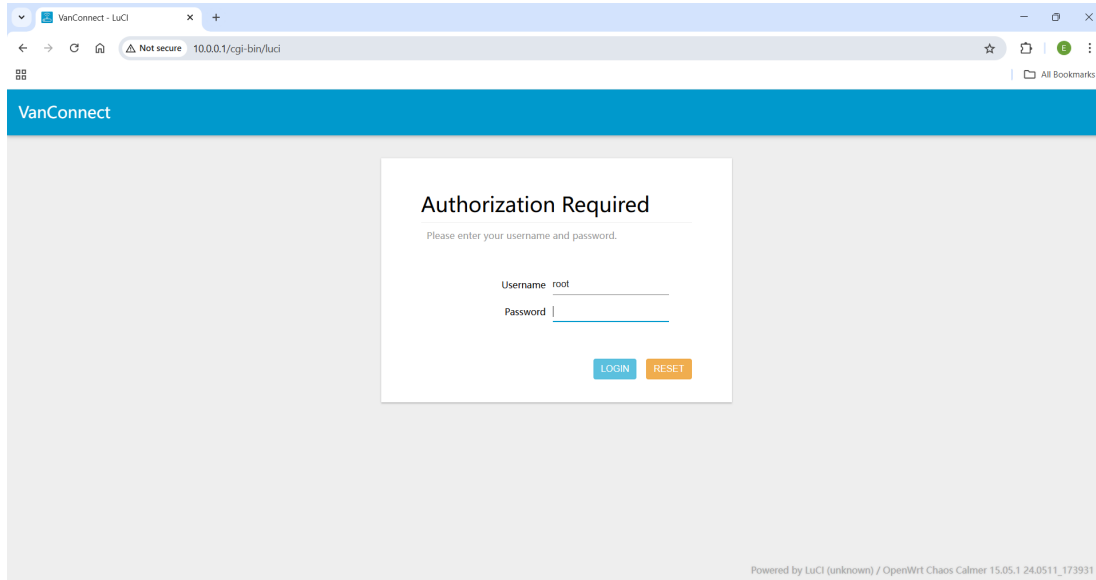 VanConnect - LuCI
Not secure 10.0.0.1/cgi-bin/luci
E
All Bookmarks
VanConnect
Authorization Required
Please enter your username and password.
Username root
Password
LOGIN RESET
Powered by LuCI (unknown) / OpenWrt Chaos Calmer 15.05.1 24.0511_173931